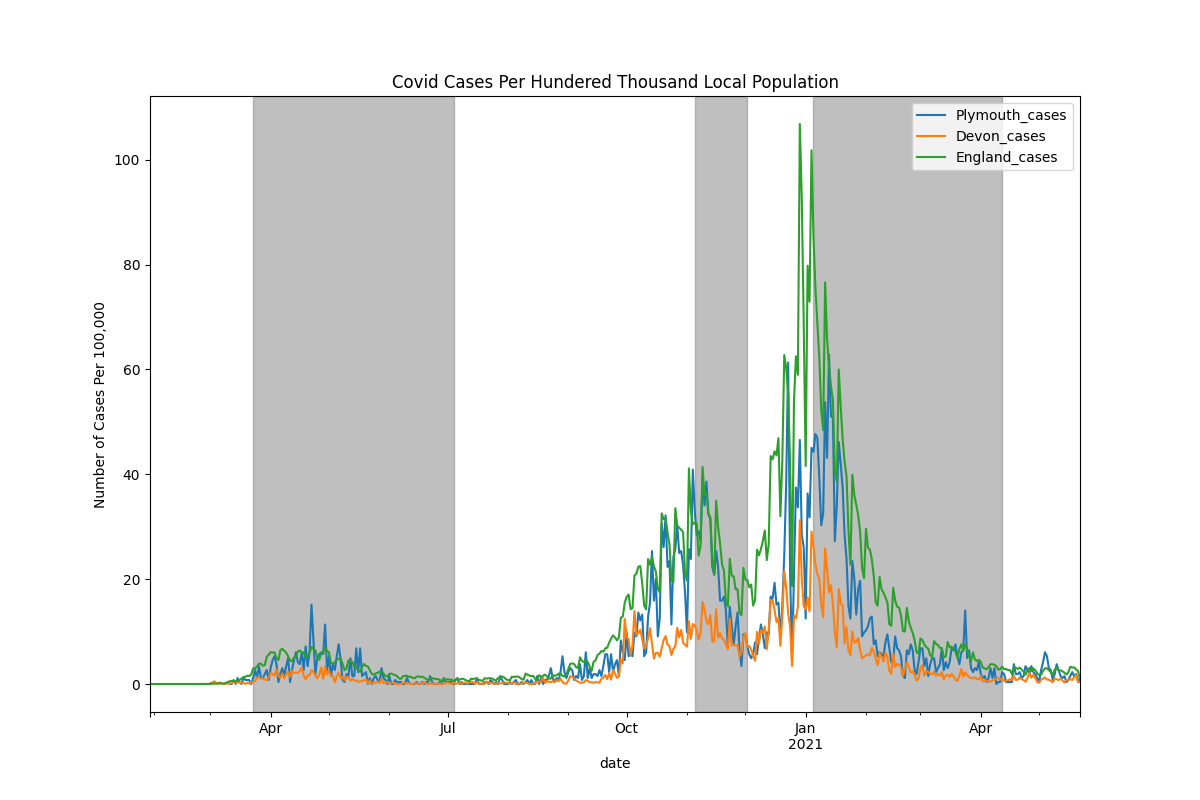 Covid Cases Per Hundered Thousand Local Population
Plymouth_cases
Devon_cases
England_cases
Number of Cases Per 100,000
100
80
60
40
20
0
Apr
Jul
Oct
Jan
2021
Apr
date